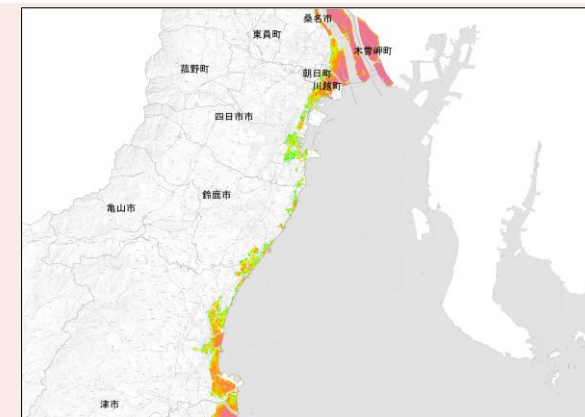 桑名市
東員町
木曽岬町
菰野町
朝日町
川越町
四日市市
鈴鹿市
亀山市
津市